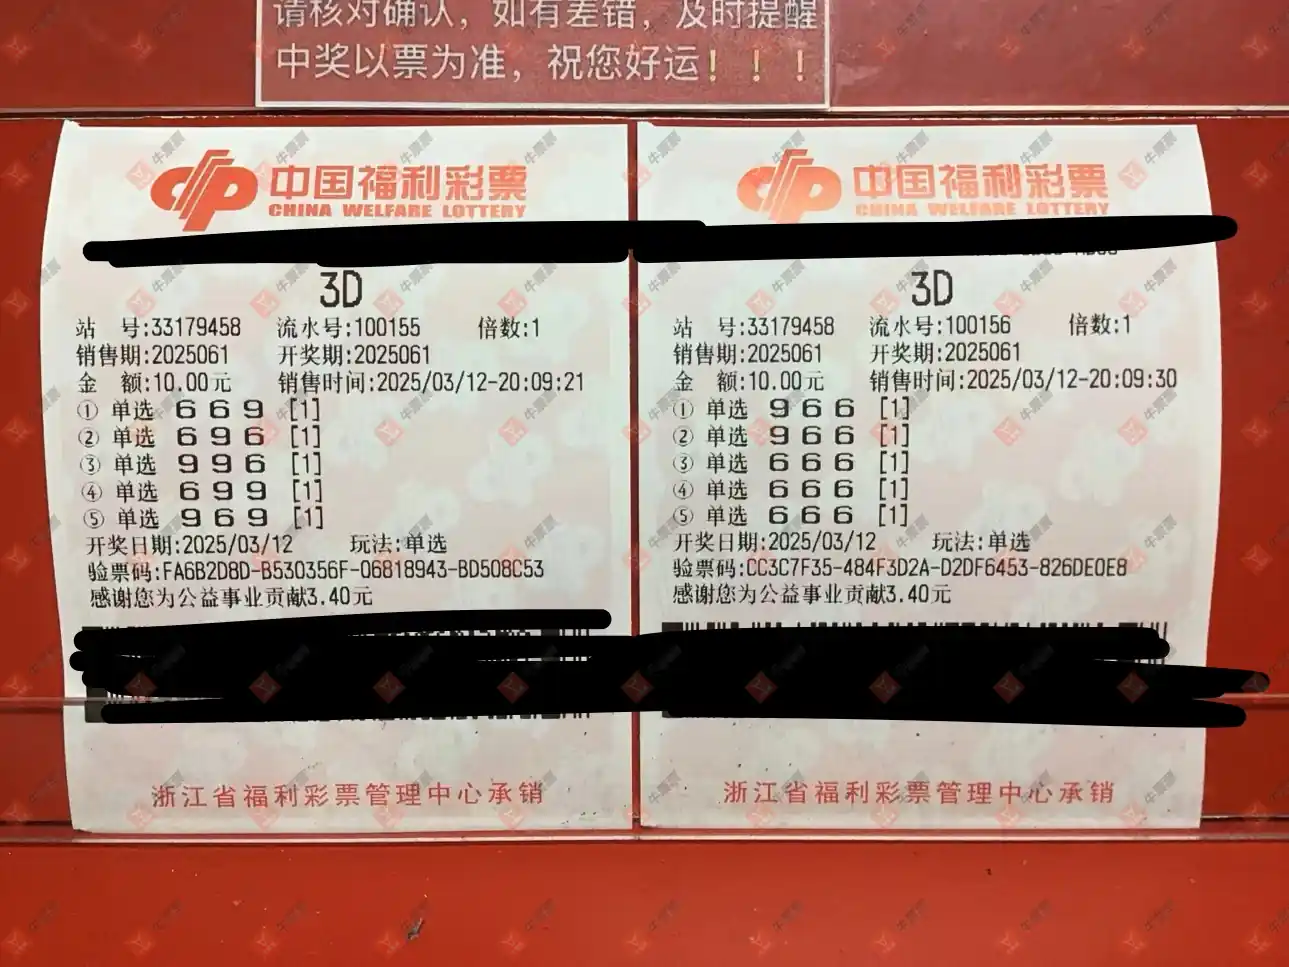 请核对确认，如有差错，及时提醒
中奖以票为准，祝您好运！！！
中国福利彩票
CHINA WELFARE LOTTERY
3D
站 号:33179458 流水号:100155 倍数:1
销售期:2025061 开奖期:2025061
金 额:10.00元 销售时间:2025/03/12-20:09:21
① 单选 6 6 9 [1]
② 单选 6 9 6 [1]
③ 单选 9 9 6 [1]
④ 单选 6 9 9 [1]
⑤ 单选 9 6 9 [1]
开奖日期:2025/03/12 玩法:单选
验票码:FA6B2D8D-B530356F-06818943-BD508C53
感谢您为公益事业贡献3.40元
浙江省福利彩票管理中心承销
中国福利彩票
CHINA WELFARE LOTTERY
3D
站 号:33179458 流水号:100156 倍数:1
销售期:2025061 开奖期:2025061
金 额:10.00元 销售时间:2025/03/12-20:09:30
① 单选 9 6 6 [1]
② 单选 9 6 6 [1]
③ 单选 6 6 6 [1]
④ 单选 6 6 6 [1]
⑤ 单选 6 6 6 [1]
开奖日期:2025/03/12 玩法:单选
验票码:CC3C7F35-484F3D2A-D2DF6453-826DE0E8
感谢您为公益事业贡献3.40元
浙江省福利彩票管理中心承销
牛票票